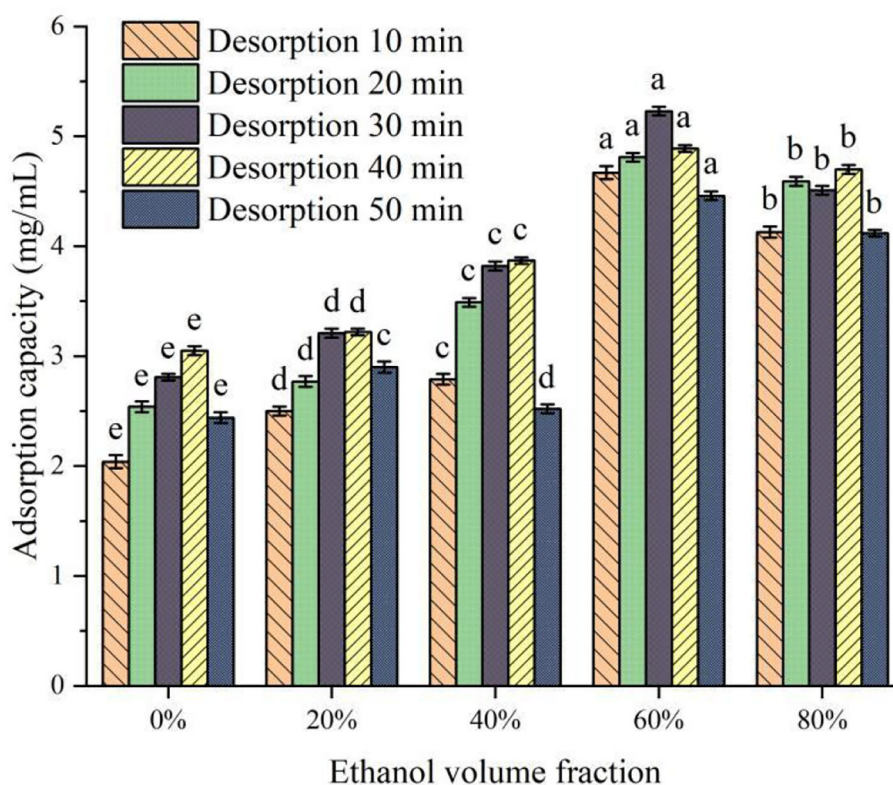 6
5
4
3
2
1
0
Adsorption capacity (mg/mL)
Desorption 10 min
Desorption 20 min
Desorption 30 min
Desorption 40 min
Desorption 50 min
e e e e e
d d d d c
c c c c d
a a a a a
b b b b b
0% 20% 40% 60% 80%
Ethanol volume fraction